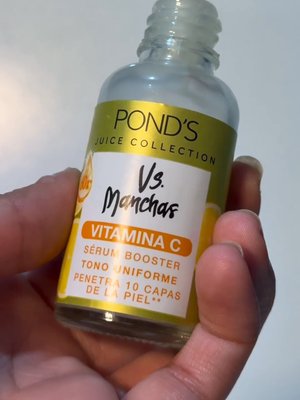 POND'S
JUICE COLLECTION
Vs.
Manchas
VITAMINA C
SÉRUM BOOSTER
TONO UNIFORME
PENETRA 10 CAPAS
DE LA PIEL**